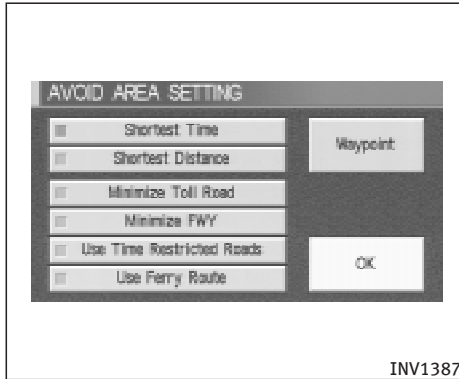 AVOID AREA SETTING
Shortest Time
Shortest Distance
Minimize Toll Road
Minimize FWY
Use Time Restricted Roads
Use Ferry Route
Waypoint
OK
INV1387